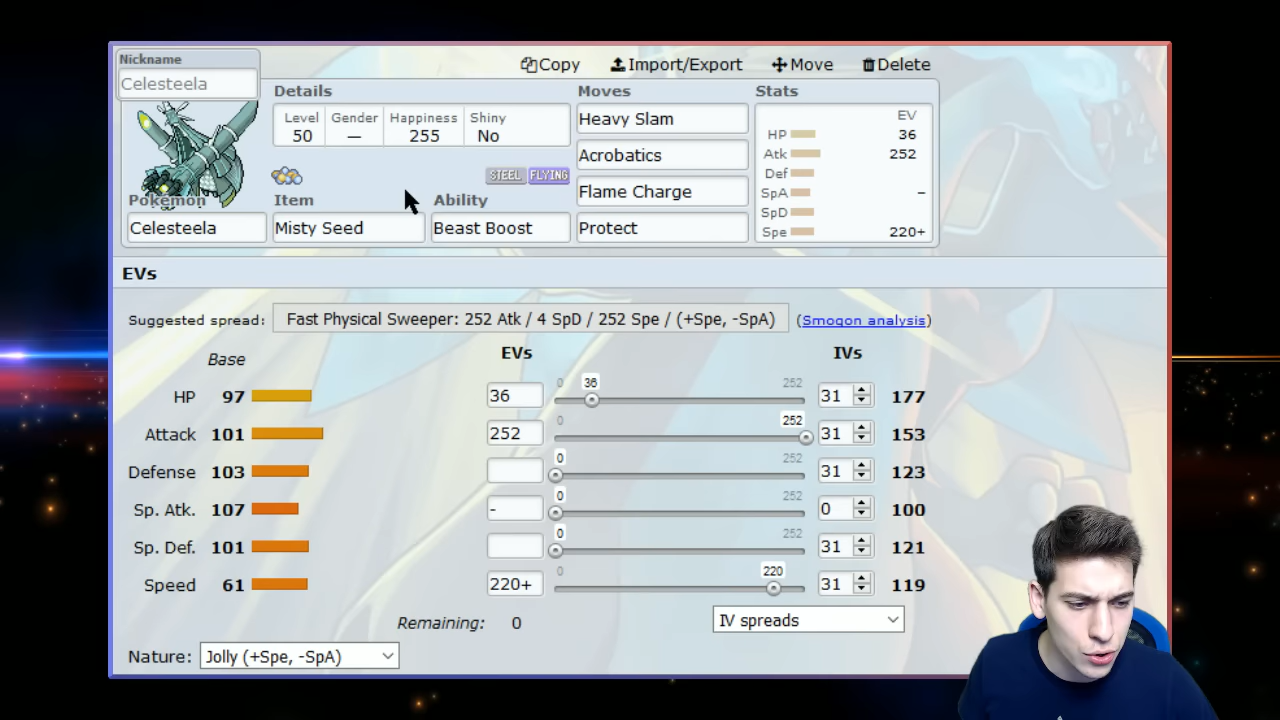 Nickname
Celesteela
Copy Import/Export Move Delete
Details Moves Stats
Level Gender Happiness Shiny
50 — 255 No
STEEL FLYING
Pokémon Item Ability
Celesteela Misty Seed Beast Boost
Heavy Slam
Acrobatics
Flame Charge
Protect
EV
HP 36
Atk 252
Def
SpA –
SpD
Spe 220+
EVs
Suggested spread: Fast Physical Sweeper: 252 Atk / 4 SpD / 252 Spe / (+Spe, -SpA) (Smogon analysis)
Base EVs IVs
0 36 252
HP 97 36 31 177
0 252
Attack 101 252 31 153
0 252
Defense 103 31 123
0 252
Sp. Atk. 107 - 0 100
0 252
Sp. Def. 101 31 121
0 220
Speed 61 220+ 31 119
Remaining: 0 IV spreads
Nature: Jolly (+Spe, -SpA)